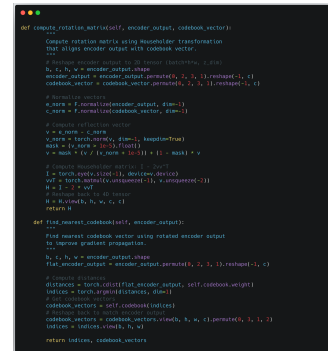 def compute_rotation_matrix(self, encoder_output, codebook_vector):
"""
Compute rotation matrix using Householder transformation
that aligns encoder output with codebook vector.
"""
# Reshape encoder output to 2D tensor (batch*h*w, c_dim)
b, c, h, w = encoder_output.shape
encoder_output = encoder_output.permute(0, 2, 3, 1).reshape(-1, c)
codebook_vector = codebook_vector.permute(0, 2, 3, 1).reshape(-1, c)
# Normalize vectors
e_norm = F.normalize(encoder_output, dim=-1)
c_norm = F.normalize(codebook_vector, dim=-1)
# Compute reflection vector
v = e_norm - c_norm
v_norm = torch.norm(v, dim=-1, keepdim=True)
mask = (v_norm > 1e-5).float()
v = mask * (v / (v_norm + 1e-5)) + (1 - mask) * v
# Compute Householder matrix: I - 2vv^T
I = torch.eye(v.size(-1), device=v.device)
vvT = torch.matmul(v.unsqueeze(-1), v.unsqueeze(-2))
H = I - 2 * vvT
# Reshape back to 4D tensor
H = H.view(b, h, w, c, c)
return H
def find_nearest_codebook(self, encoder_output):
"""
Find nearest codebook vector using rotated encoder output
to improve gradient propagation.
"""
b, c, h, w = encoder_output.shape
flat_encoder_output = encoder_output.permute(0, 2, 3, 1).reshape(-1, c)
# Compute distances
distances = torch.cdist(flat_encoder_output, self.codebook.weight)
indices = torch.argmin(distances, dim=1)
# Get codebook vectors
codebook_vectors = self.codebook(indices)
# Reshape back to match encoder output
codebook_vectors = codebook_vectors.view(b, h, w, c).permute(0, 3, 1, 2)
indices = indices.view(b, h, w)
return indices, codebook_vectors